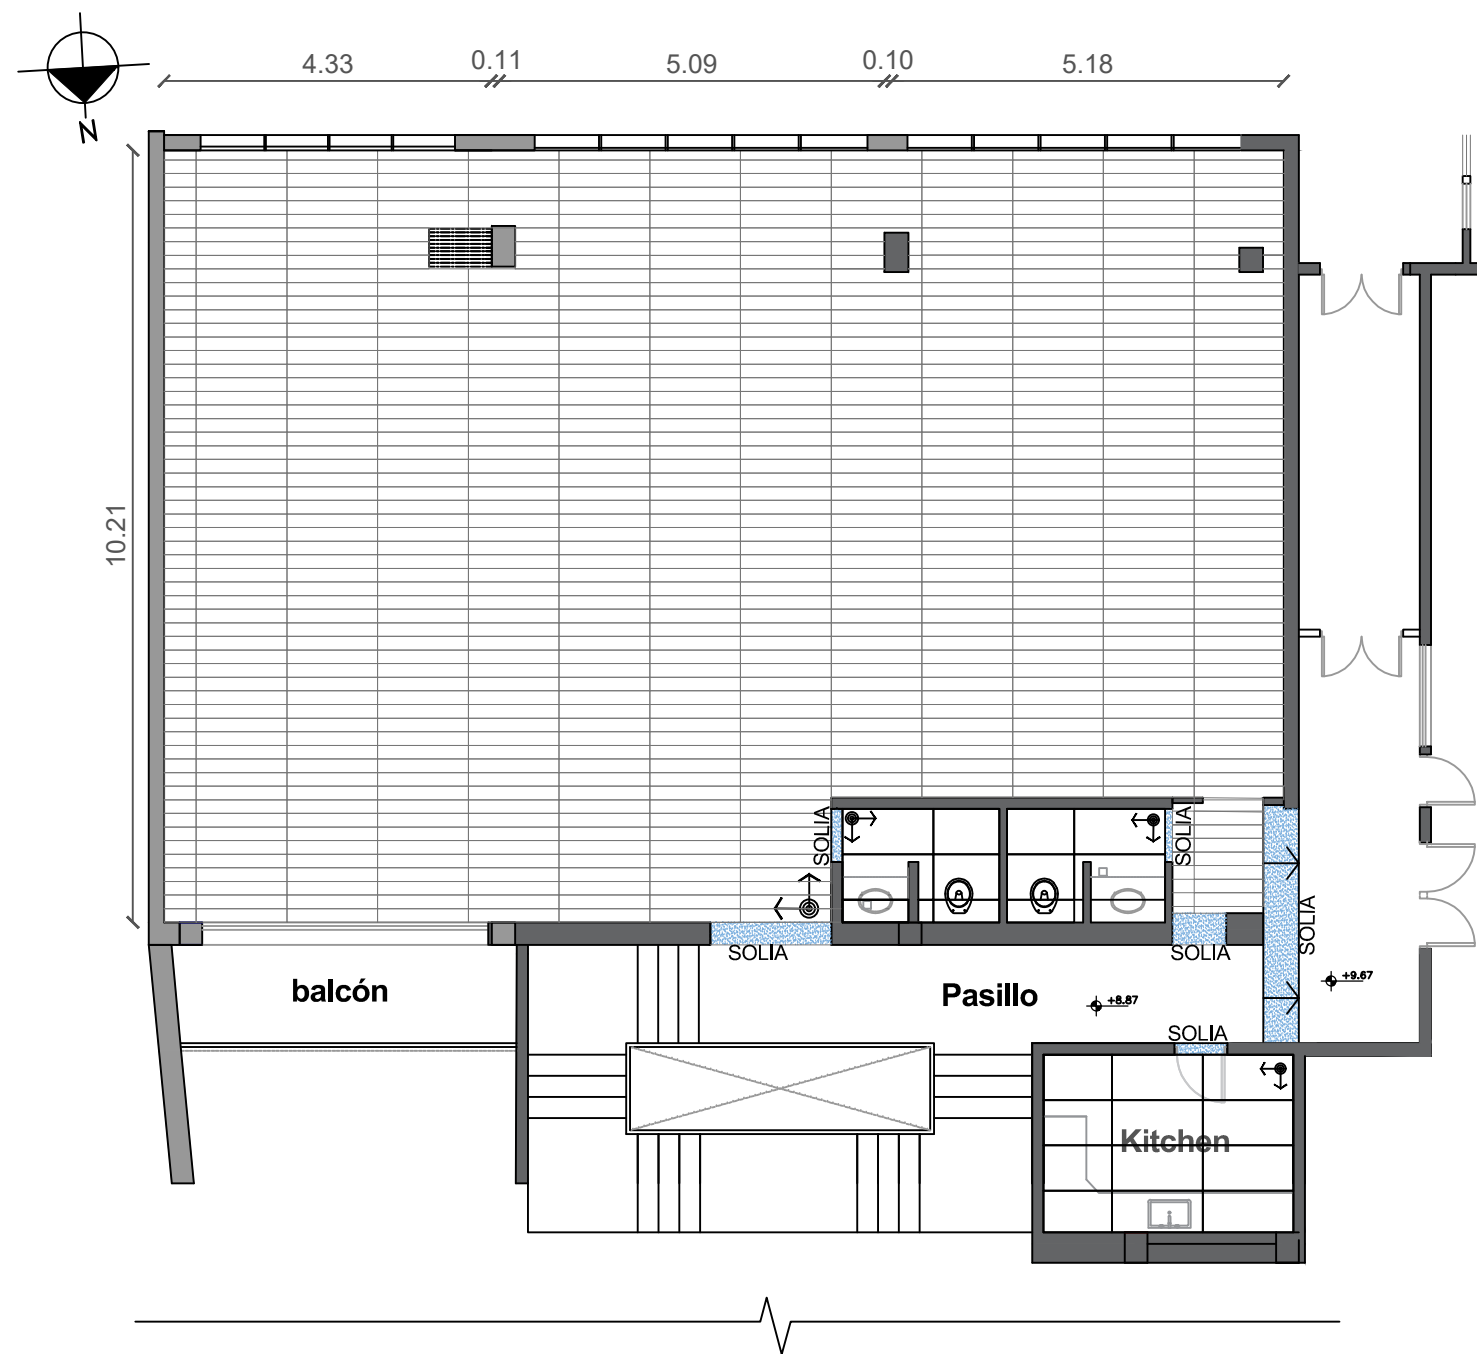 4.33
0.11
5.09
0.10
5.18
N
10.21
SOLIA
SOLIA
SOLIA
SOLIA
SOLIA
balcón
Pasillo
+8.87
+9.67
SOLIA
Kitchen